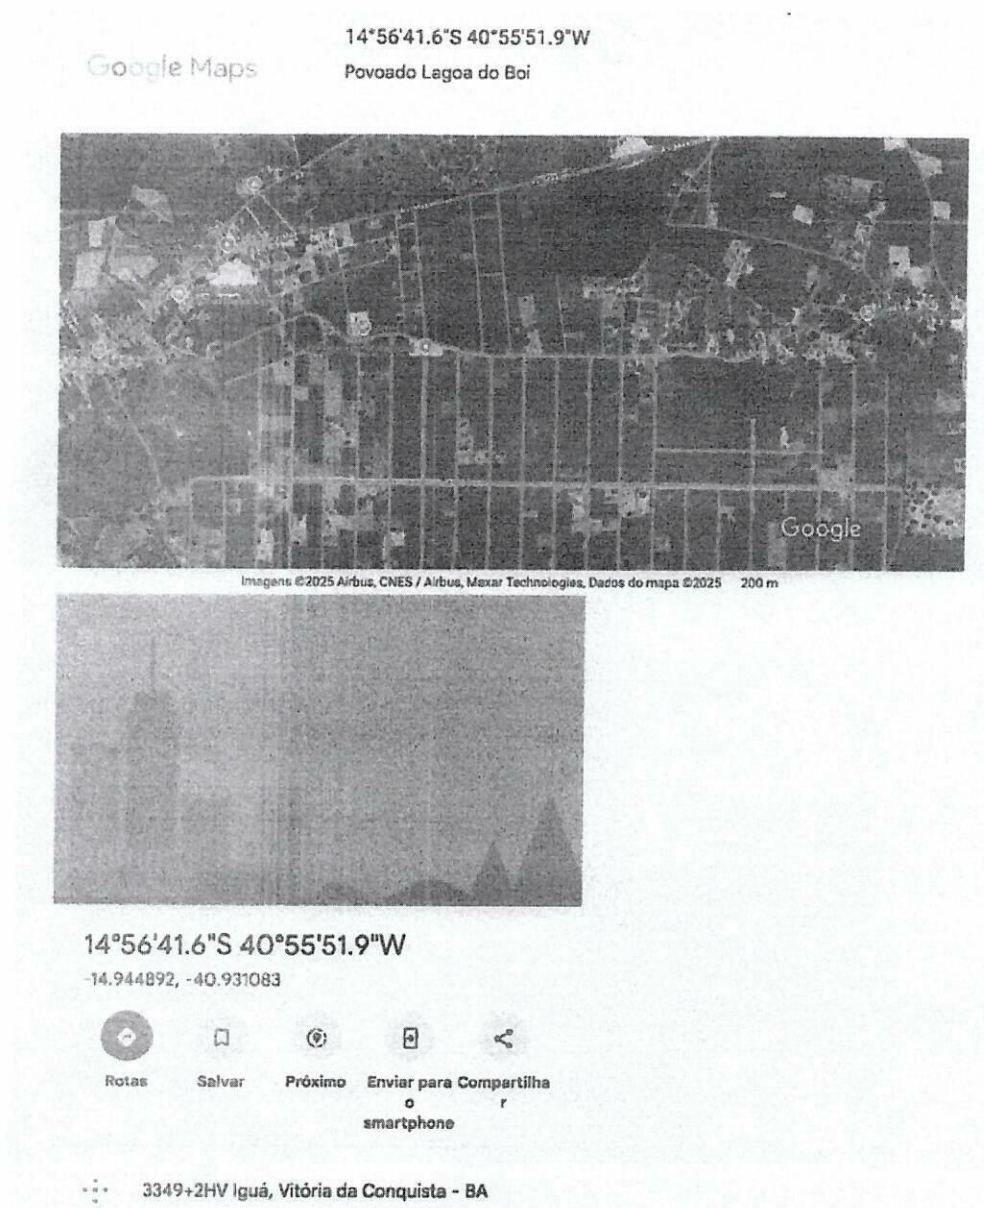 14°56'41.6"S 40°55'51.9"W
Google Maps
Povoado Lagoa do Boi
Google
Imagens ©2025 Airbus, CNES / Airbus, Maxar Technologies, Dados do mapa ©2025 200 m
14°56'41.6"S 40°55'51.9"W
-14.944892, -40.931083
Rotas Salvar Próximo Enviar para Compartilha
o r
smartphone
3349+2HV Iguá, Vitória da Conquista - BA